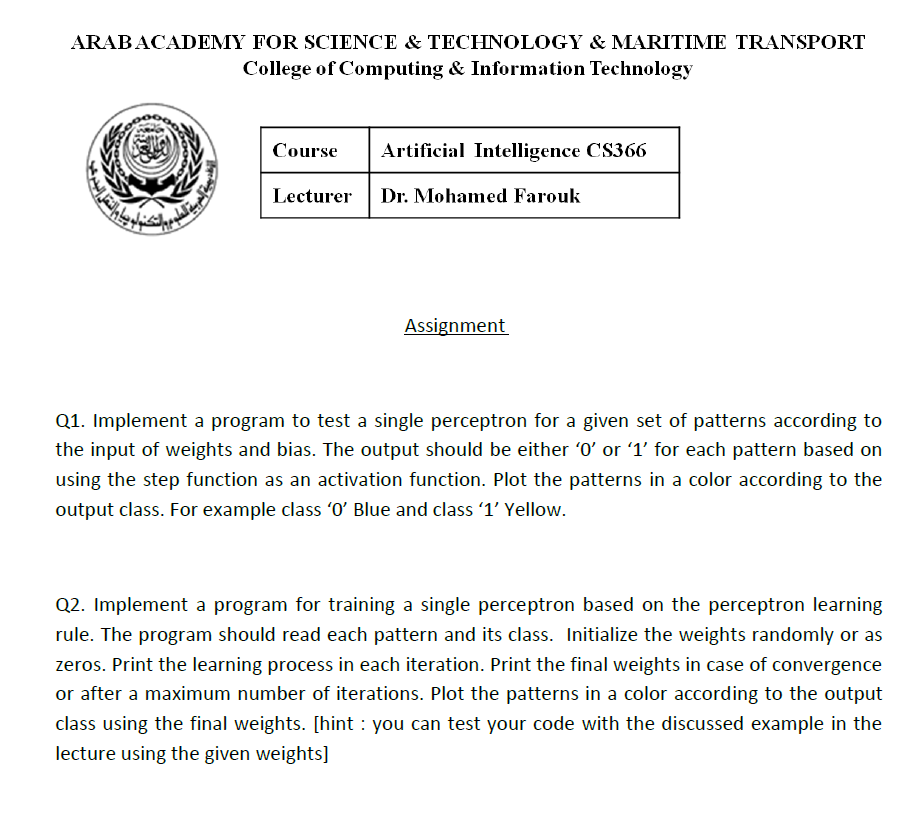 ARAB ACADEMY FOR SCIENCE & TECHNOLOGY & MARITIME TRANSPORT
College of Computing & Information Technology
Course Artificial Intelligence CS366
Lecturer Dr. Mohamed Farouk
Assignment
Q1. Implement a program to test a single perceptron for a given set of patterns according to
the input of weights and bias. The output should be either ‘0’ or ‘1’ for each pattern based on
using the step function as an activation function. Plot the patterns in a color according to the
output class. For example class ‘0’ Blue and class ‘1’ Yellow.
Q2. Implement a program for training a single perceptron based on the perceptron learning
rule. The program should read each pattern and its class. Initialize the weights randomly or as
zeros. Print the learning process in each iteration. Print the final weights in case of convergence
or after a maximum number of iterations. Plot the patterns in a color according to the output
class using the final weights. [hint : you can test your code with the discussed example in the
lecture using the given weights]